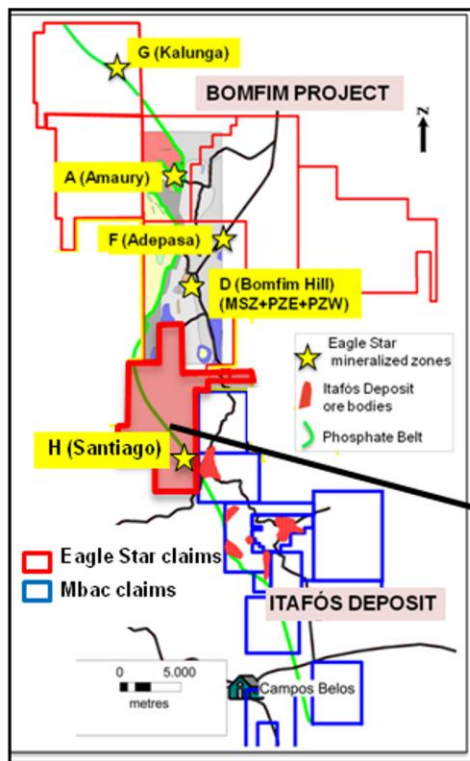 G (Kalunga)
BOMFIM PROJECT
z
A (Amaury)
F (Adepasa)
D (Bomfim Hill)
(MSZ+PZE+PZW)
Eagle Star
mineralized zones
Itafós Deposit
ore bodies
Phosphate Belt
H (Santiago)
Eagle Star claims
Mbac claims
ITAFÓS DEPOSIT
0 5.000
metres
Campos Belos